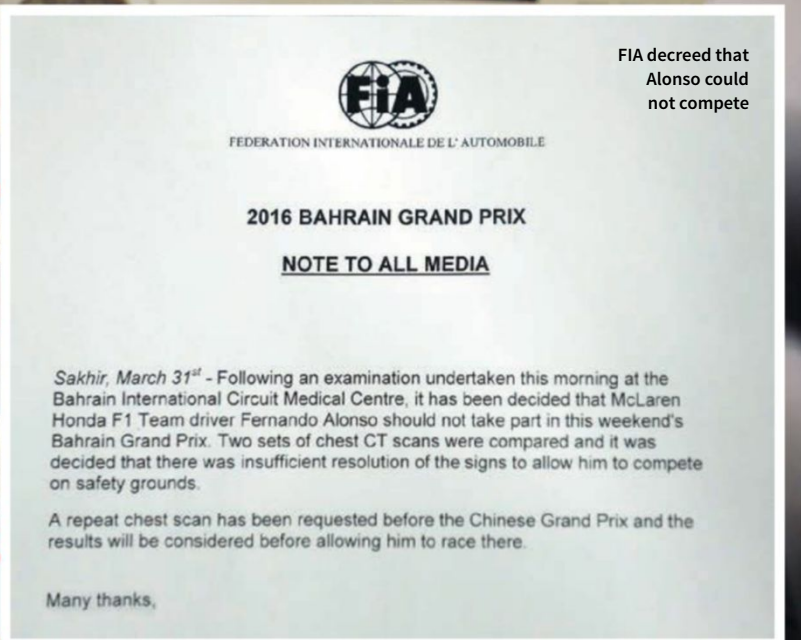 FIA decreed that
Alonso could
not compete
FiA
FEDERATION INTERNATIONALE DE L' AUTOMOBILE
2016 BAHRAIN GRAND PRIX
NOTE TO ALL MEDIA
Sakhir, March 31st - Following an examination undertaken this morning at the
Bahrain International Circuit Medical Centre, it has been decided that McLaren
Honda F1 Team driver Fernando Alonso should not take part in this weekend's
Bahrain Grand Prix. Two sets of chest CT scans were compared and it was
decided that there was insufficient resolution of the signs to allow him to compete
on safety grounds.
A repeat chest scan has been requested before the Chinese Grand Prix and the
results will be considered before allowing him to race there.
Many thanks,